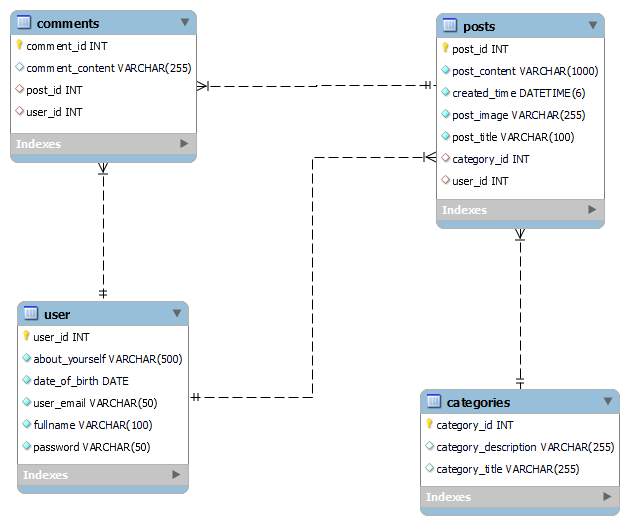 comments
comment_id INT
comment_content VARCHAR(255)
post_id INT
user_id INT
Indexes
posts
post_id INT
post_content VARCHAR(1000)
created_time DATETIME(6)
post_image VARCHAR(255)
post_title VARCHAR(100)
category_id INT
user_id INT
Indexes
user
user_id INT
about_yourself VARCHAR(500)
date_of_birth DATE
user_email VARCHAR(50)
fullname VARCHAR(100)
password VARCHAR(50)
Indexes
categories
category_id INT
category_description VARCHAR(255)
category_title VARCHAR(255)
Indexes